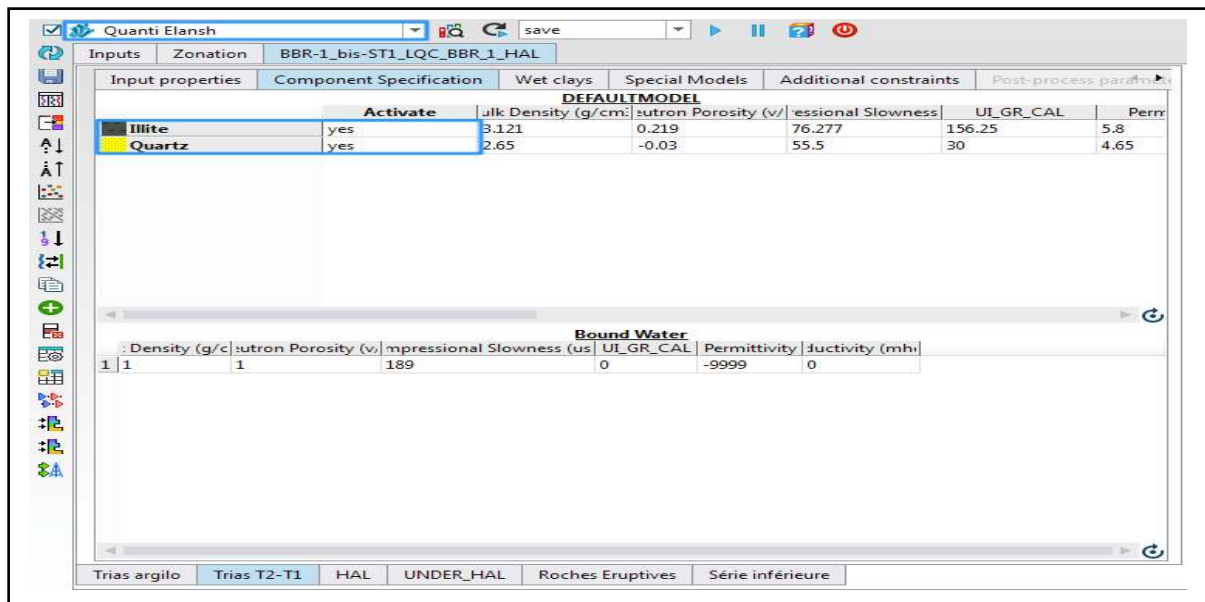 Quanti Elansh save
Inputs Zonation BBR-1_bis-ST1_LQC_BBR_1_HAL
Input properties Component Specification Wet clays Special Models Additional constraints Post-process paramete
DEFAULTMODEL
Activate ulk Density (g/cm: eutron Porosity (v/ ressional Slowness UI_GR_CAL Perm
Illite yes 3.121 0.219 76.277 156.25 5.8
Quartz yes 2.65 -0.03 55.5 30 4.65
Bound Water
: Density (g/c eutron Porosity (v, mpressional Slowness (us UI_GR_CAL Permittivity ductivity (mh
1 1 1 189 0 -9999 0
Trias argilo Trias T2-T1 HAL UNDER_HAL Roches Eruptives Série inférieure